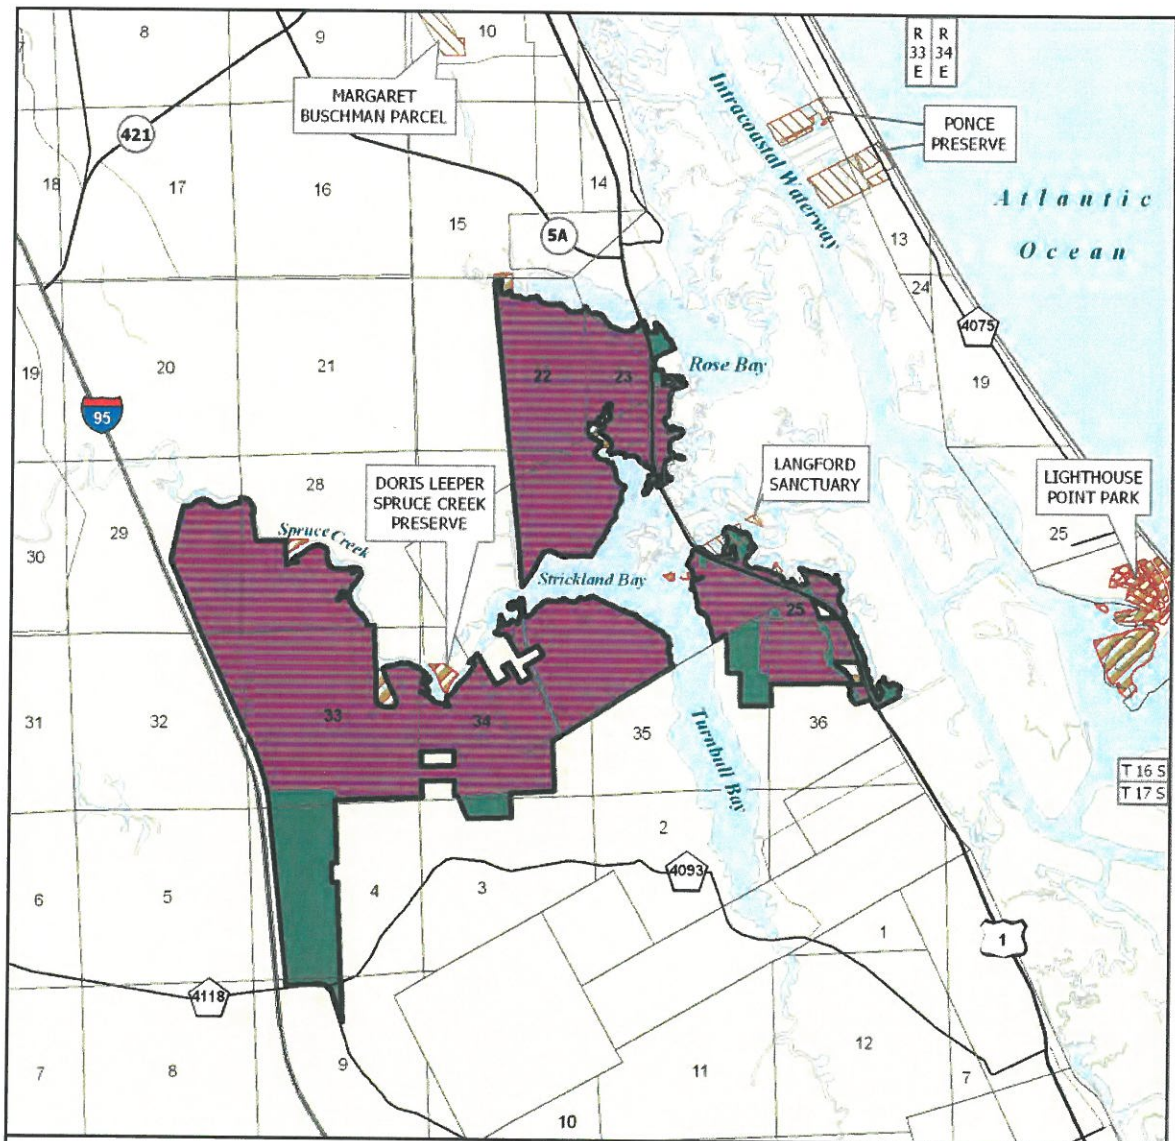 8
9
10
R
33
E
R
34
E
MARGARET
BUSCHMAN PARCEL
Intracoastal Waterway
PONCE
PRESERVE
421
18
17
16
14
15
5A
Atlantic
Ocean
13
24
4075
19
20
21
22
23
Rose Bay
19
95
28
DORIS LEEPER
SPRUCE CREEK
PRESERVE
LANGFORD
SANCTUARY
LIGHTHOUSE
POINT PARK
29
30
Spruce Creek
25
Strickland Bay
25
31
32
33
34
35
36
Turnbull Bay
T 16 S
T 17 S
2
6
5
4
3
4093
1
1
4118
7
8
9
10
11
12
7